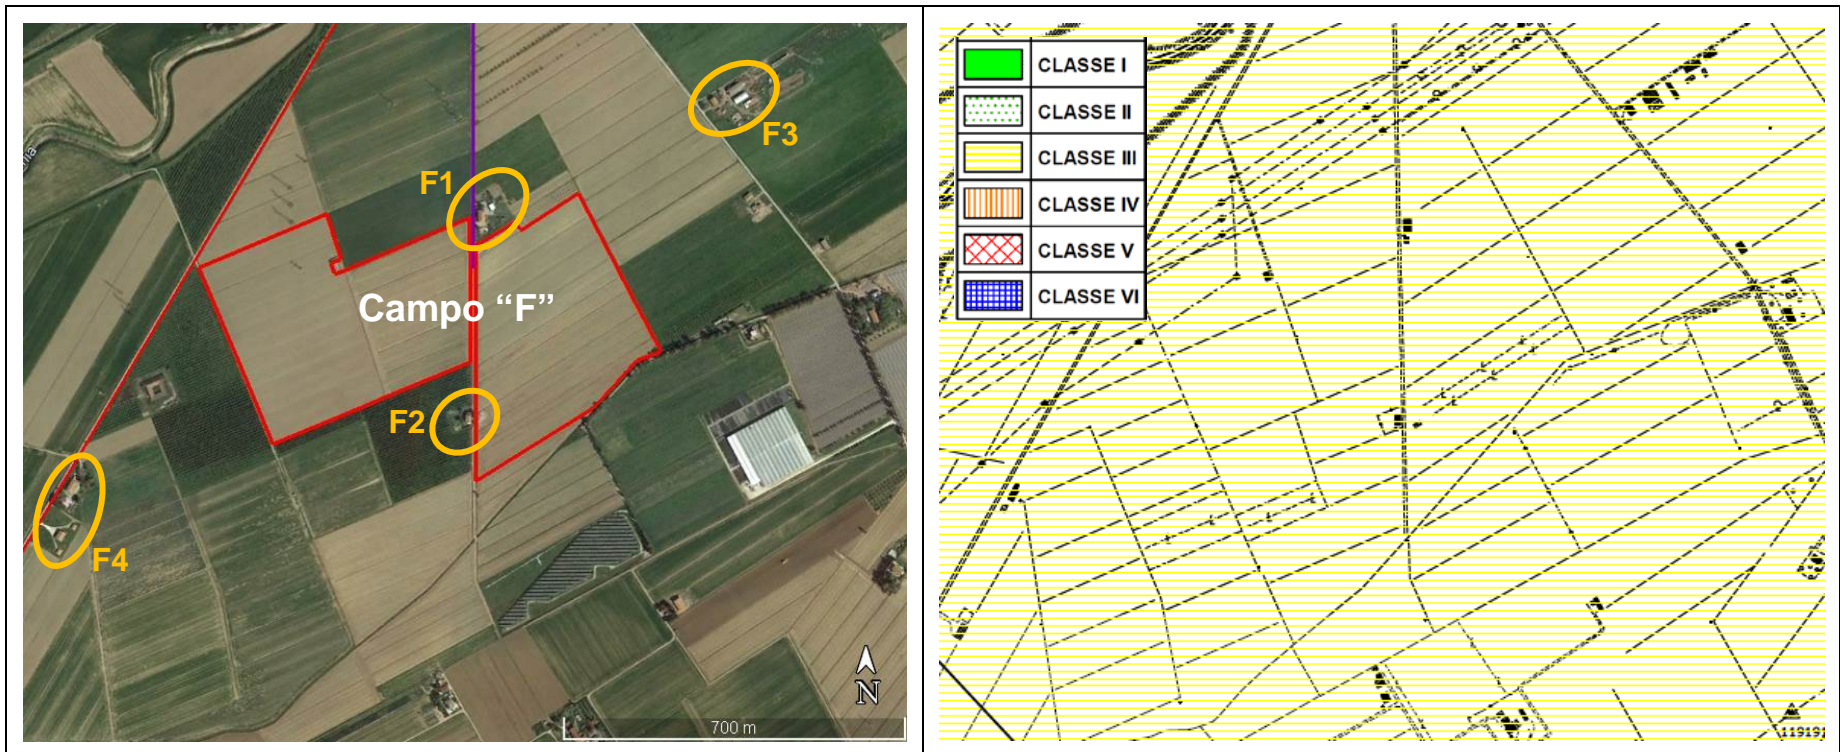 F3
F1
Campo “F”
F2
F4
N
700 m
CLASSE I
CLASSE II
CLASSE III
CLASSE IV
CLASSE V
CLASSE VI